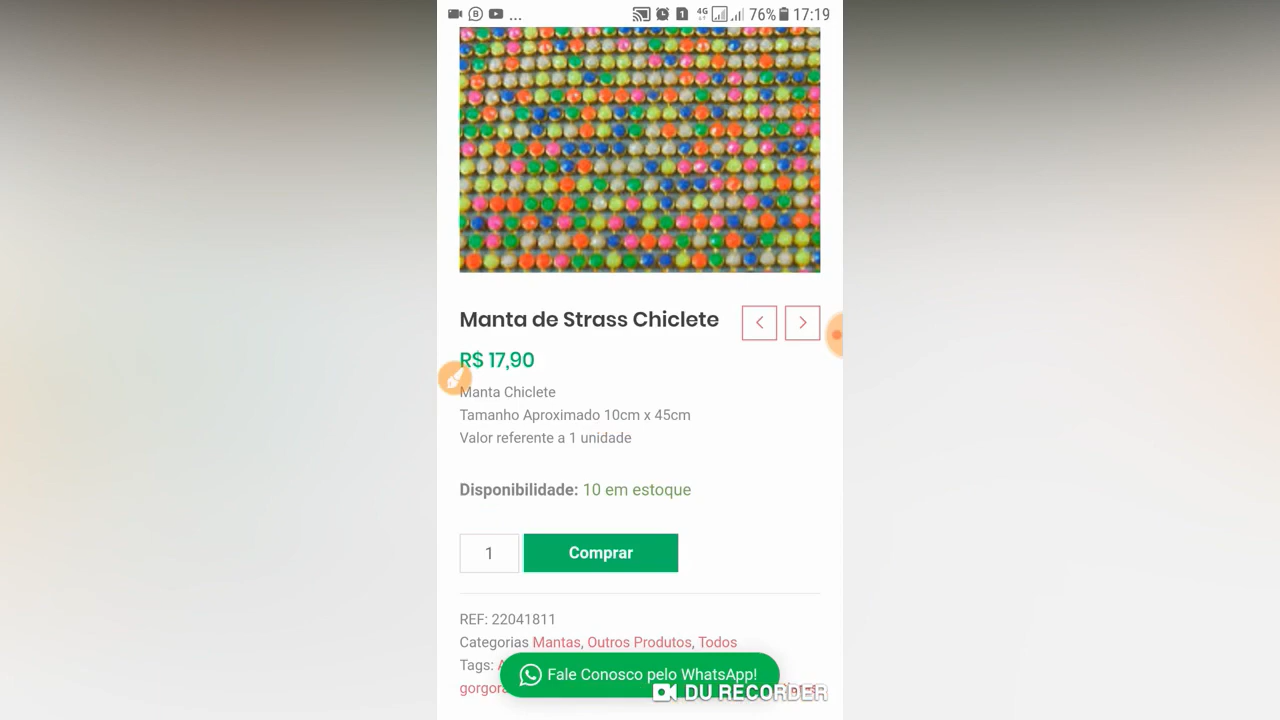 ... 1 4G 76% 17:19
Manta de Strass Chiclete
R$ 17,90
Manta Chiclete
Tamanho Aproximado 10cm x 45cm
Valor referente a 1 unidade
Disponibilidade: 10 em estoque
1 Comprar
REF: 22041811
Categorias Mantas, Outros Produtos, Todos
Tags:
Fale Conosco pelo WhatsApp!
DU RECORDER